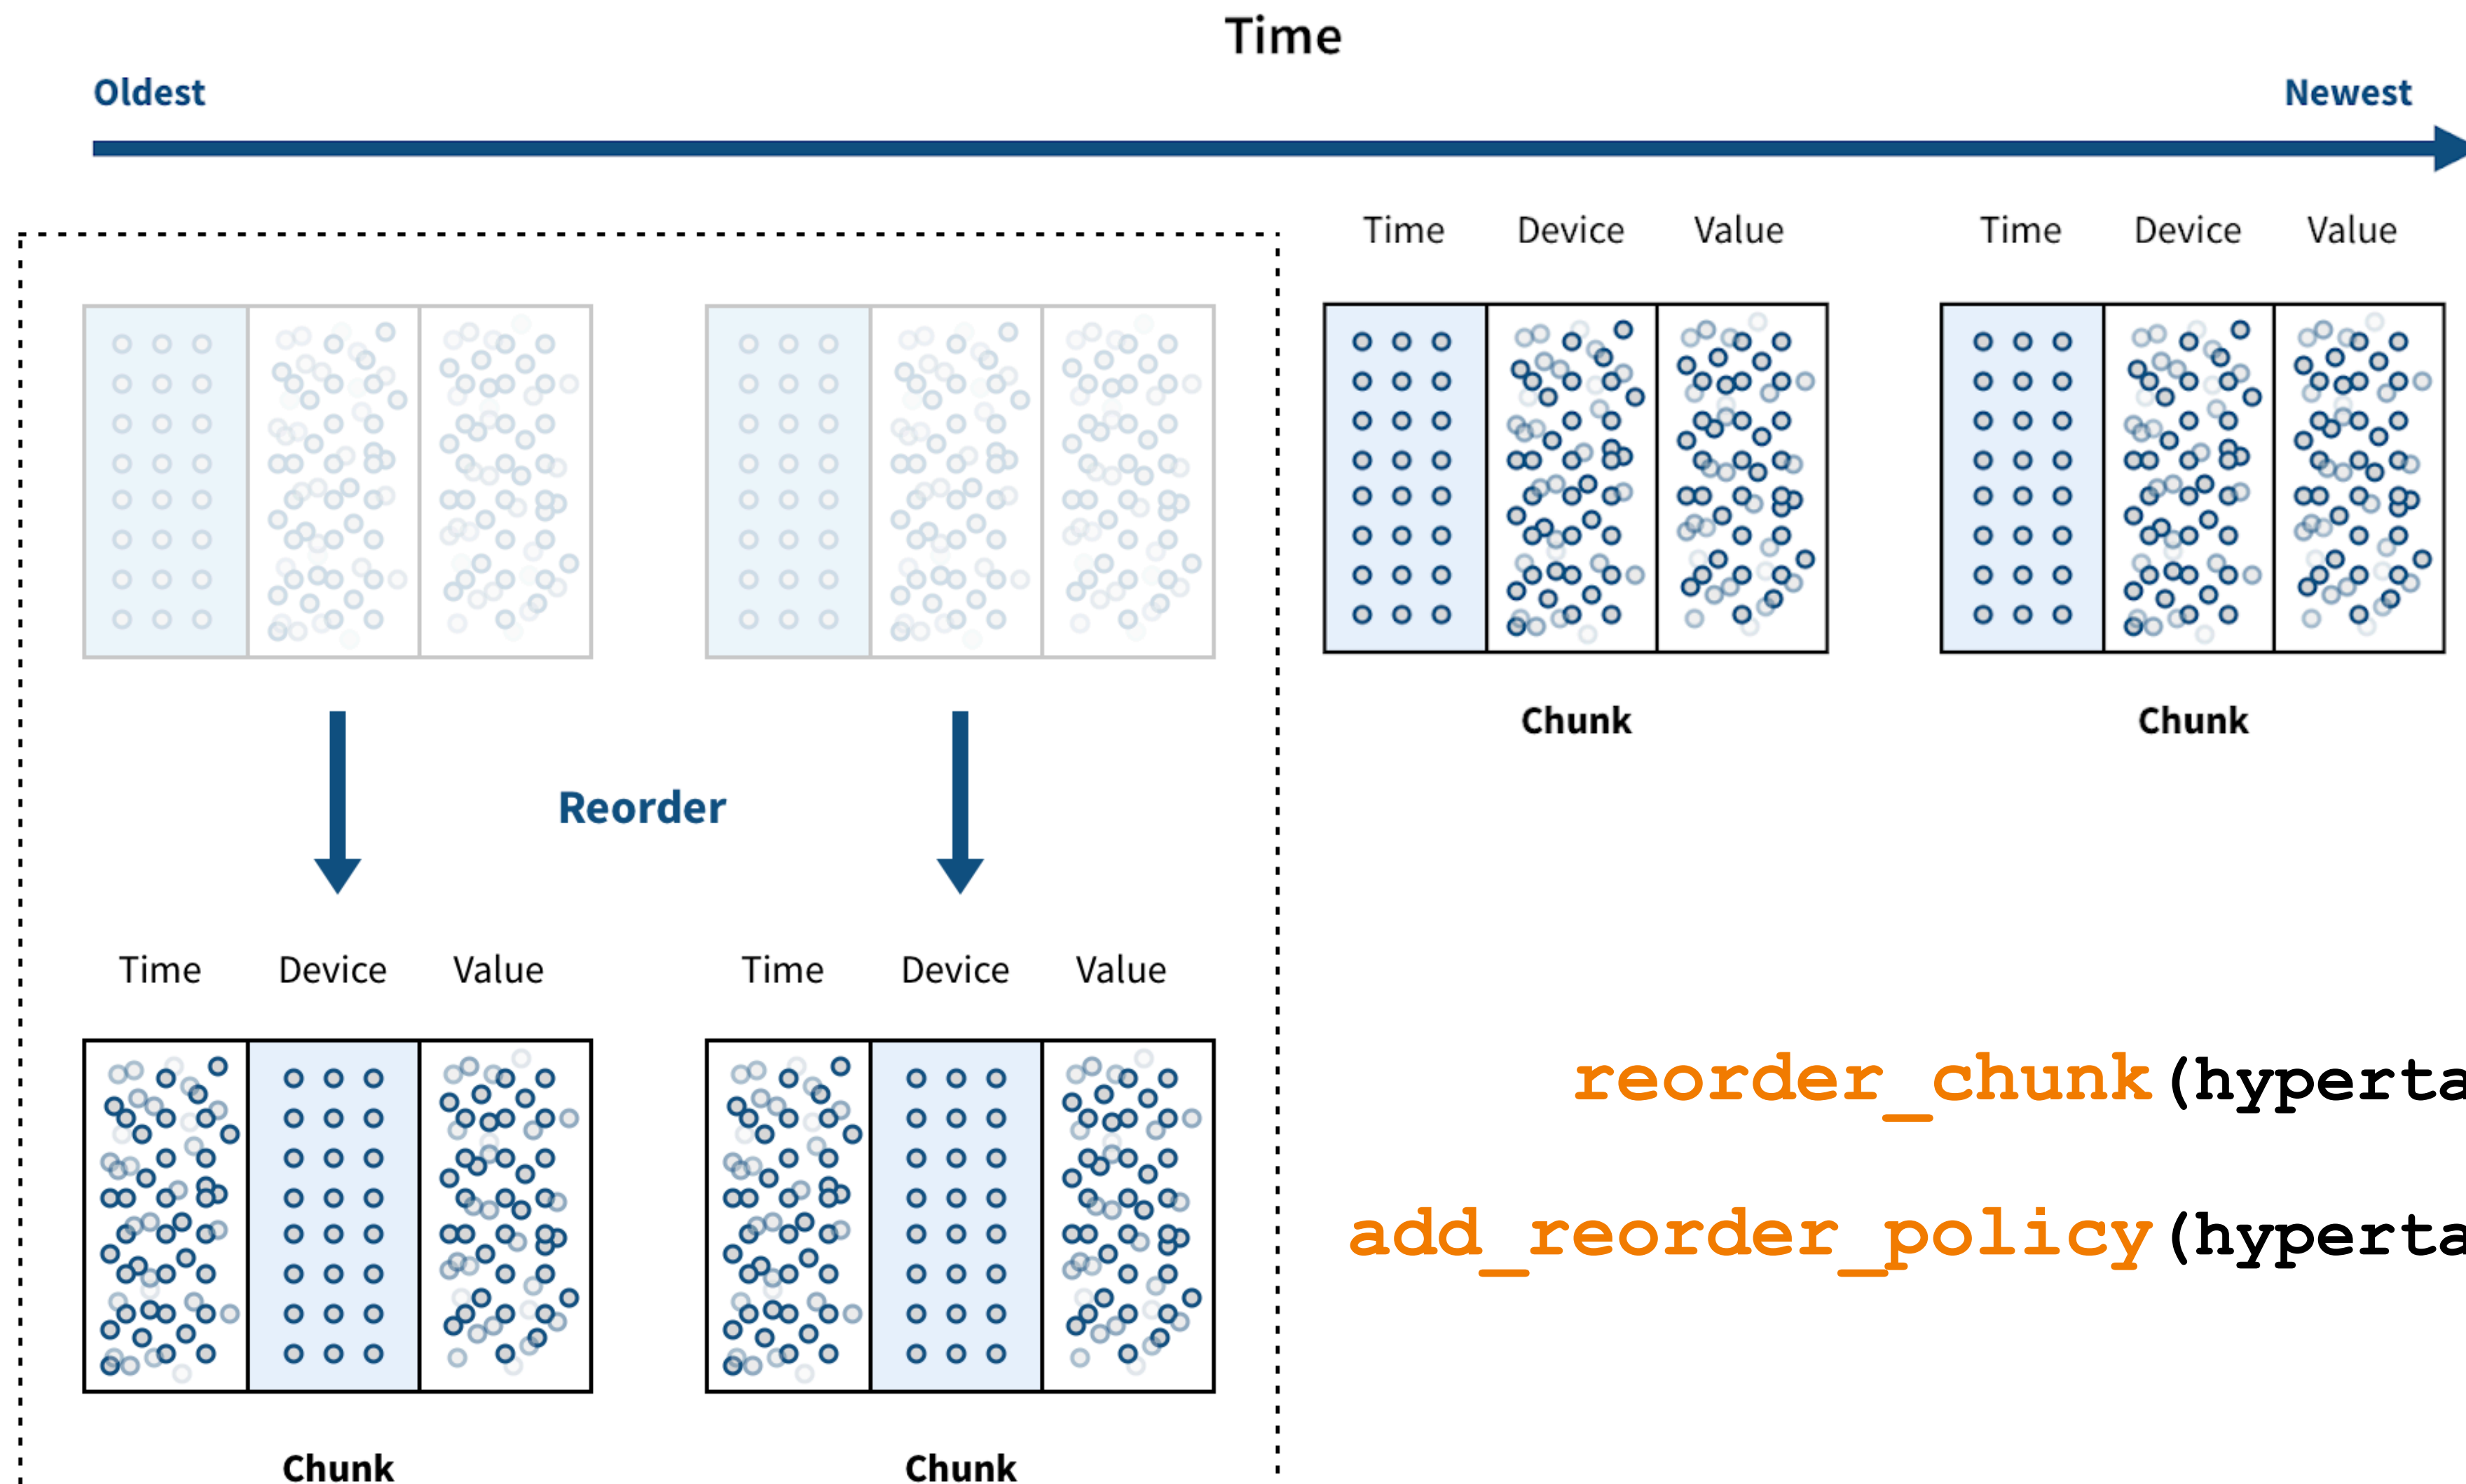 Time
Oldest Newest
Time Device Value Time Device Value
Chunk Chunk
Reorder
Time Device Value Time Device Value
reorder_chunk(hyperta
add_reorder_policy(hyperta
Chunk Chunk